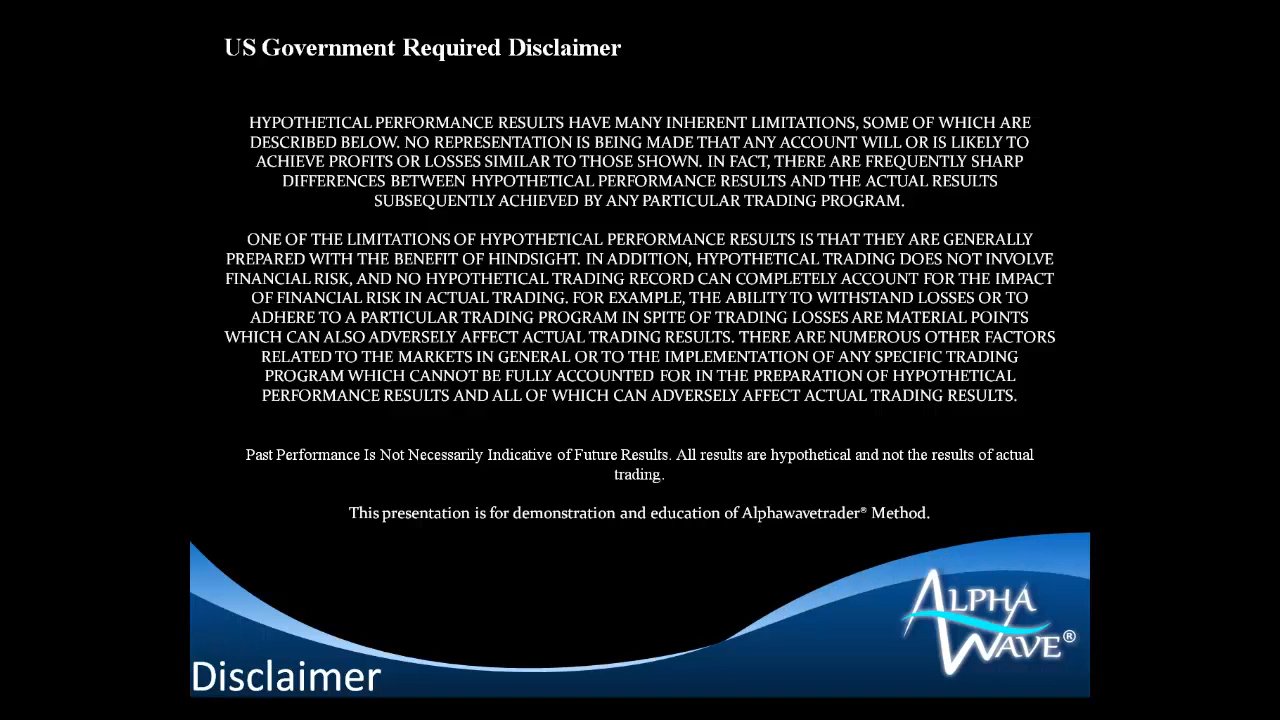 US Government Required Disclaimer
HYPOTHETICAL PERFORMANCE RESULTS HAVE MANY INHERENT LIMITATIONS, SOME OF WHICH ARE
DESCRIBED BELOW. NO REPRESENTATION IS BEING MADE THAT ANY ACCOUNT WILL OR IS LIKELY TO
ACHIEVE PROFITS OR LOSSES SIMILAR TO THOSE SHOWN. IN FACT, THERE ARE FREQUENTLY SHARP
DIFFERENCES BETWEEN HYPOTHETICAL PERFORMANCE RESULTS AND THE ACTUAL RESULTS
SUBSEQUENTLY ACHIEVED BY ANY PARTICULAR TRADING PROGRAM.
ONE OF THE LIMITATIONS OF HYPOTHETICAL PERFORMANCE RESULTS IS THAT THEY ARE GENERALLY
PREPARED WITH THE BENEFIT OF HINDSIGHT. IN ADDITION, HYPOTHETICAL TRADING DOES NOT INVOLVE
FINANCIAL RISK, AND NO HYPOTHETICAL TRADING RECORD CAN COMPLETELY ACCOUNT FOR THE IMPACT
OF FINANCIAL RISK IN ACTUAL TRADING. FOR EXAMPLE, THE ABILITY TO WITHSTAND LOSSES OR TO
ADHERE TO A PARTICULAR TRADING PROGRAM IN SPITE OF TRADING LOSSES ARE MATERIAL POINTS
WHICH CAN ALSO ADVERSELY AFFECT ACTUAL TRADING RESULTS. THERE ARE NUMEROUS OTHER FACTORS
RELATED TO THE MARKETS IN GENERAL OR TO THE IMPLEMENTATION OF ANY SPECIFIC TRADING
PROGRAM WHICH CANNOT BE FULLY ACCOUNTED FOR IN THE PREPARATION OF HYPOTHETICAL
PERFORMANCE RESULTS AND ALL OF WHICH CAN ADVERSELY AFFECT ACTUAL TRADING RESULTS.
Past Performance Is Not Necessarily Indicative of Future Results. All results are hypothetical and not the results of actual
trading.
This presentation is for demonstration and education of Alphawavetrader® Method.
ALPHA
WAVE®
Disclaimer